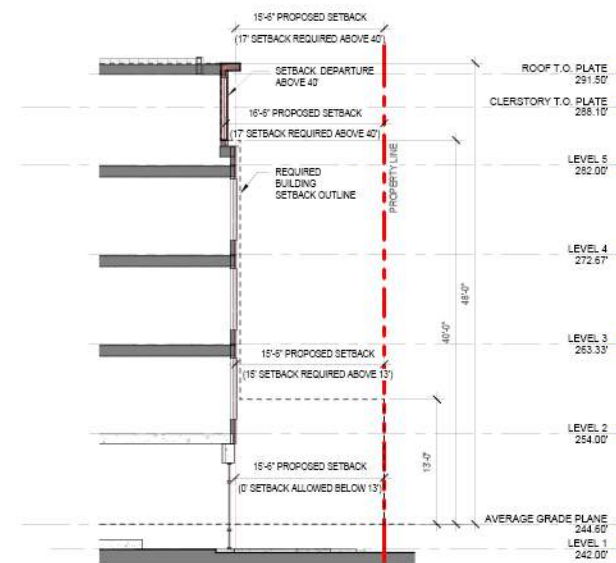 15'-6" PROPOSED SETBACK
(17' SETBACK REQUIRED ABOVE 40')
SETBACK DEPARTURE
ABOVE 40'
16'-6" PROPOSED SETBACK
(17' SETBACK REQUIRED ABOVE 40')
REQUIRED
BUILDING
SETBACK OUTLINE
PROPERTY LINE
ROOF T.O. PLATE
291.50'
CLERSTORY T.O. PLATE
288.10'
LEVEL 5
282.00'
LEVEL 4
272.67'
48'-0"
40'-0"
LEVEL 3
263.33'
15'-6" PROPOSED SETBACK
(15' SETBACK REQUIRED ABOVE 13')
LEVEL 2
254.00'
13'-0"
15'-6" PROPOSED SETBACK
(0' SETBACK ALLOWED BELOW 13')
AVERAGE GRADE PLANE
244.60'
LEVEL 1
242.00'